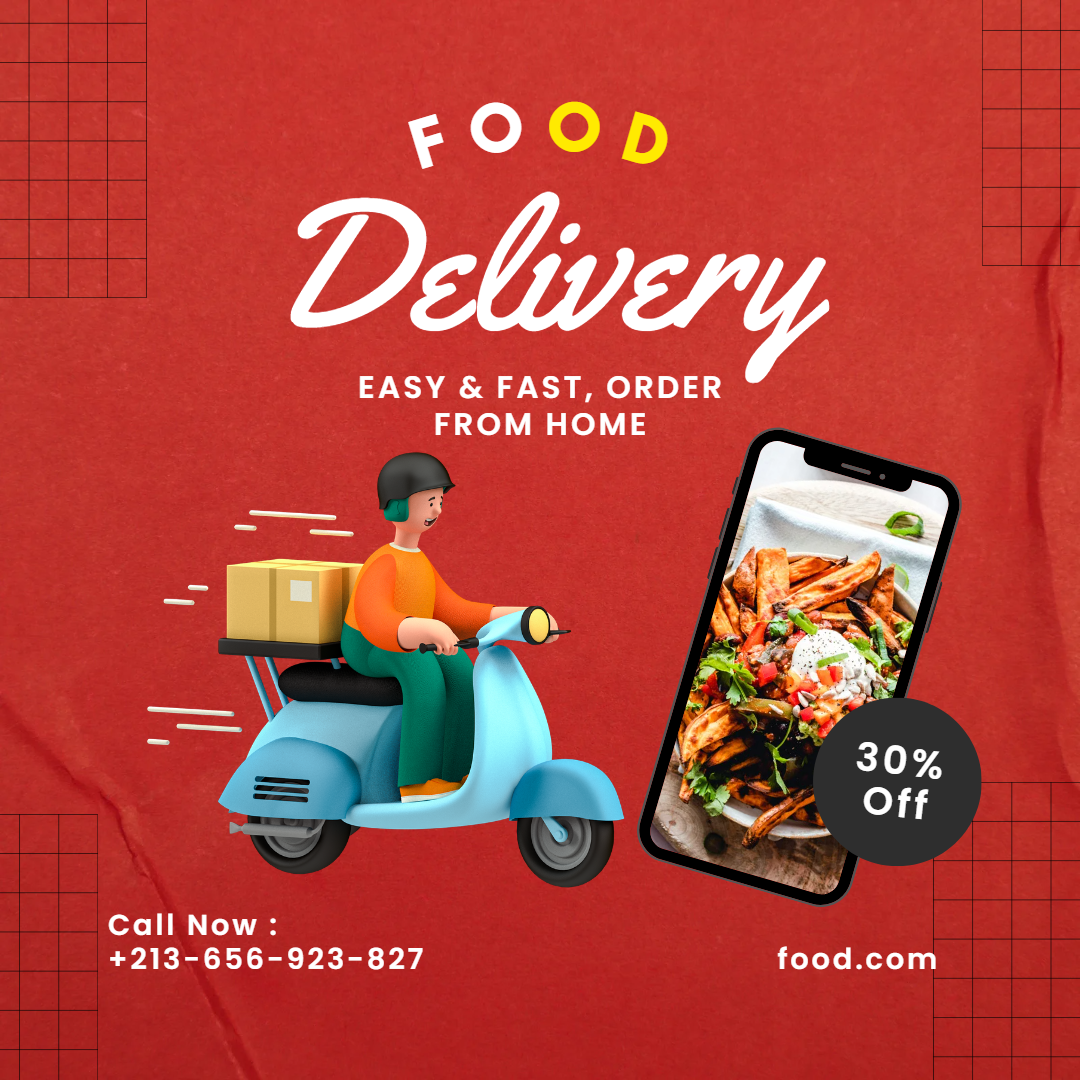 FOOD
Delivery
EASY & FAST, ORDER
FROM HOME
30%
Off
Call Now :
+213-656-923-827
food.com